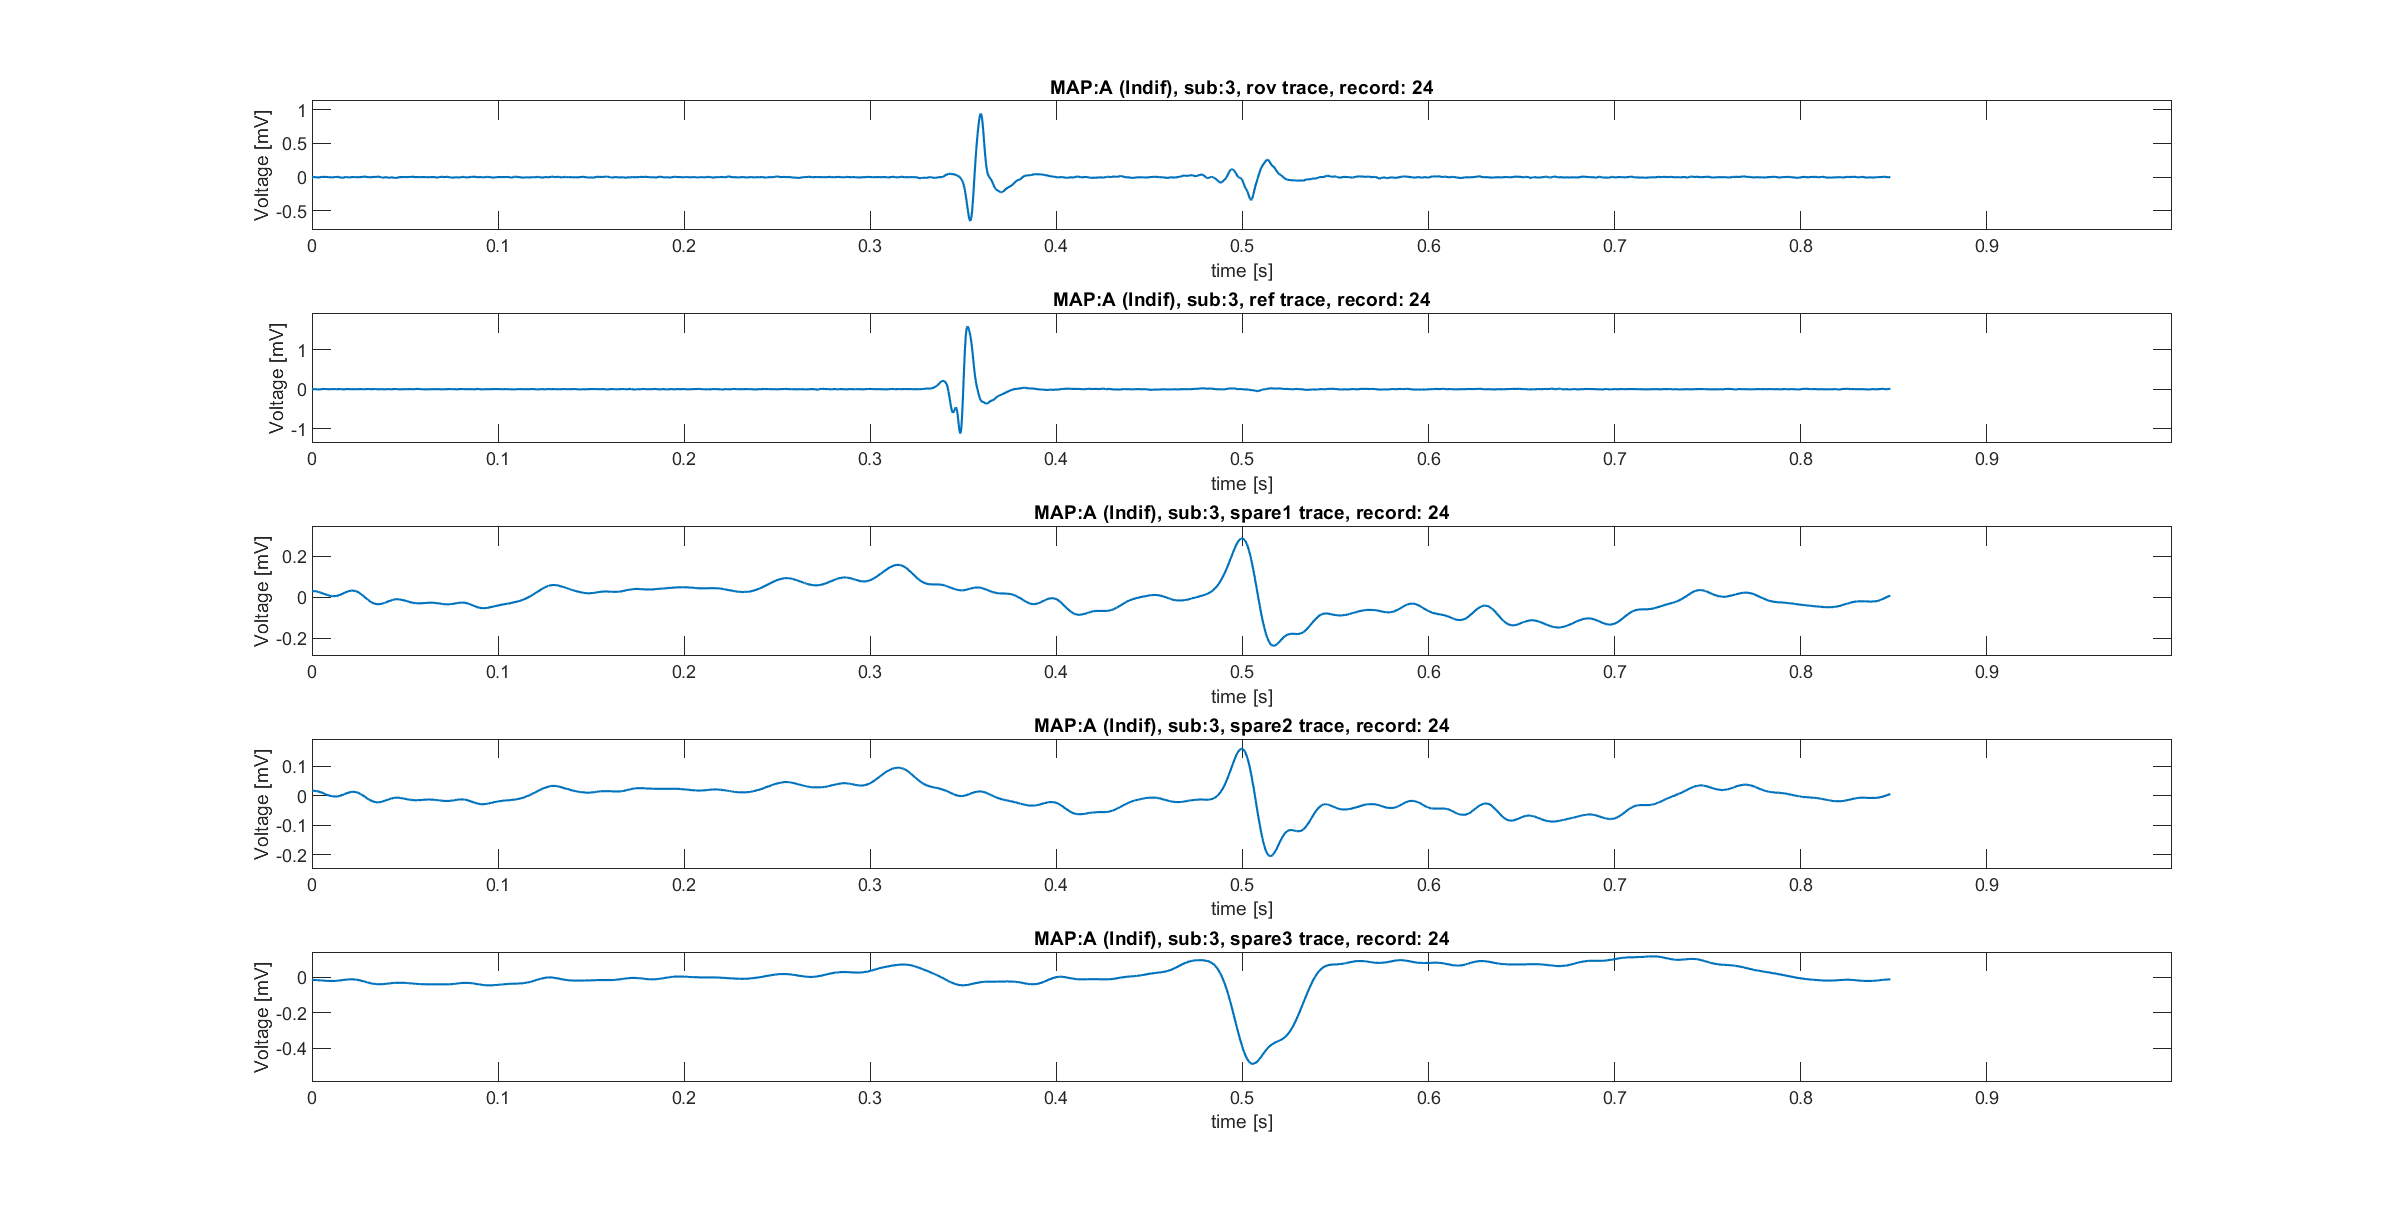 MAP:A (Indif), sub:3, rov trace, record: 24
Voltage [mV]
1
0.5
0
-0.5
0 0.1 0.2 0.3 0.4 0.5 0.6 0.7 0.8 0.9
time [s]
MAP:A (Indif), sub:3, ref trace, record: 24
Voltage [mV]
1
0
-1
0 0.1 0.2 0.3 0.4 0.5 0.6 0.7 0.8 0.9
time [s]
MAP:A (Indif), sub:3, spare1 trace, record: 24
Voltage [mV]
0.2
0
-0.2
0 0.1 0.2 0.3 0.4 0.5 0.6 0.7 0.8 0.9
time [s]
MAP:A (Indif), sub:3, spare2 trace, record: 24
Voltage [mV]
0.1
0
-0.1
-0.2
0 0.1 0.2 0.3 0.4 0.5 0.6 0.7 0.8 0.9
time [s]
MAP:A (Indif), sub:3, spare3 trace, record: 24
Voltage [mV]
0
-0.2
-0.4
0 0.1 0.2 0.3 0.4 0.5 0.6 0.7 0.8 0.9
time [s]